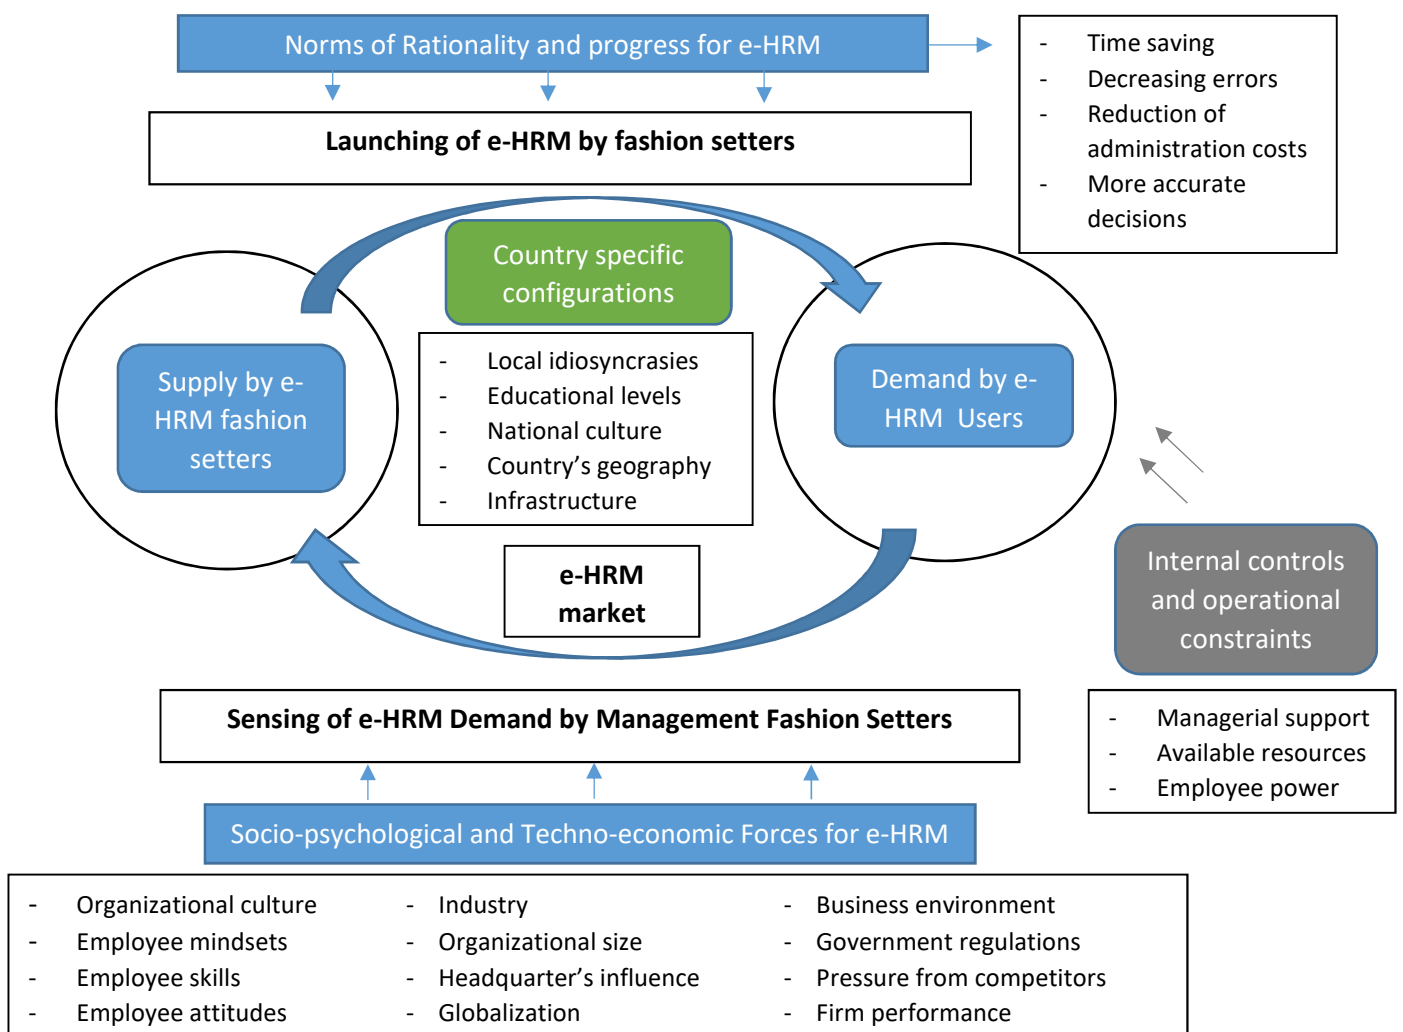 Norms of Rationality and progress for e-HRM
- Time saving
- Decreasing errors
- Reduction of
administration costs
- More accurate
decisions
Launching of e-HRM by fashion setters
Country specific
configurations
Supply by e-
HRM fashion
setters
- Local idiosyncrasies
- Educational levels
- National culture
- Country’s geography
- Infrastructure
Demand by e-
HRM Users
e-HRM
market
Internal controls
and operational
constraints
- Managerial support
- Available resources
- Employee power
Sensing of e-HRM Demand by Management Fashion Setters
Socio-psychological and Techno-economic Forces for e-HRM
- Organizational culture
- Employee mindsets
- Employee skills
- Employee attitudes
- Industry
- Organizational size
- Headquarter’s influence
- Globalization
- Business environment
- Government regulations
- Pressure from competitors
- Firm performance